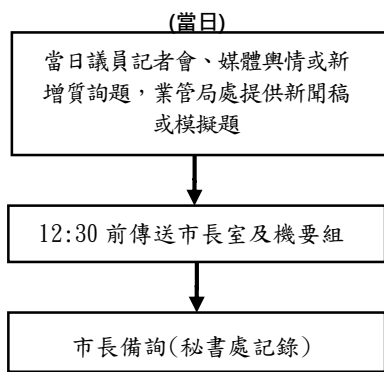 (當日)
當日議員記者會、媒體輿情或新
增質詢題，業管局處提供新聞稿
或模擬題
12:30 前傳送市長室及機要組
市長備詢(秘書處記錄)